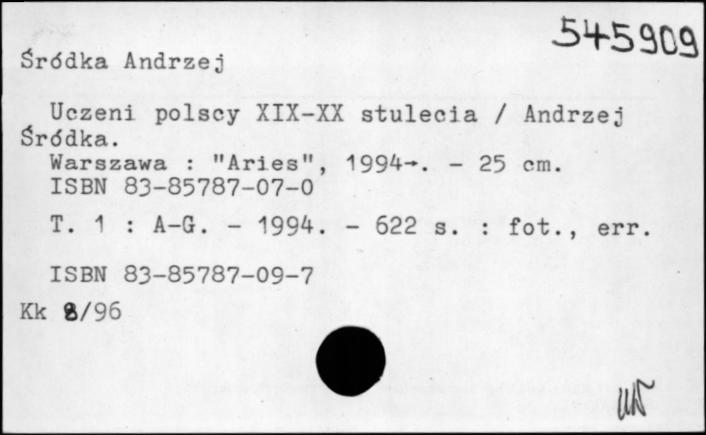 545909
Śródka Andrzej
Uczeni polscy XIX-XX stulecia / Andrzej
Śródka.
Warszawa : "Aries", 1994→. - 25 cm.
ISBN 83-85787-07-0
T. 1 : A-G. - 1994. - 622 s. : fot., err.
ISBN 83-85787-09-7
Kk 8/96